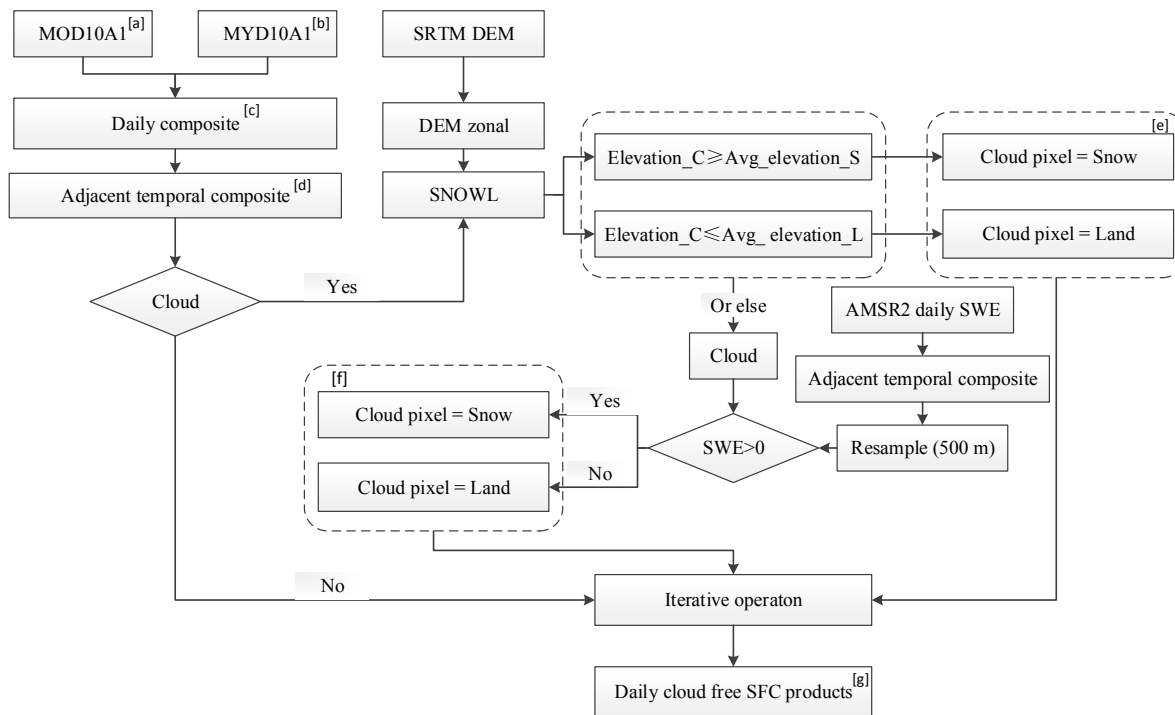 MOD10A1[a]
MYD10A1[b]
SRTM DEM
Daily composite[c]
DEM zonal
Adjacent temporal composite[d]
SNOWL
Elevation_C≥Avg_elevation_S
Elevation_C≤Avg_ elevation_L
[e]
Cloud pixel = Snow
Cloud pixel = Land
Cloud
Yes
Or else
Cloud
AMSR2 daily SWE
Adjacent temporal composite
Resample (500 m)
SWE>0
Yes
No
[f]
Cloud pixel = Snow
Cloud pixel = Land
No
Iterative operaton
Daily cloud free SFC products[g]